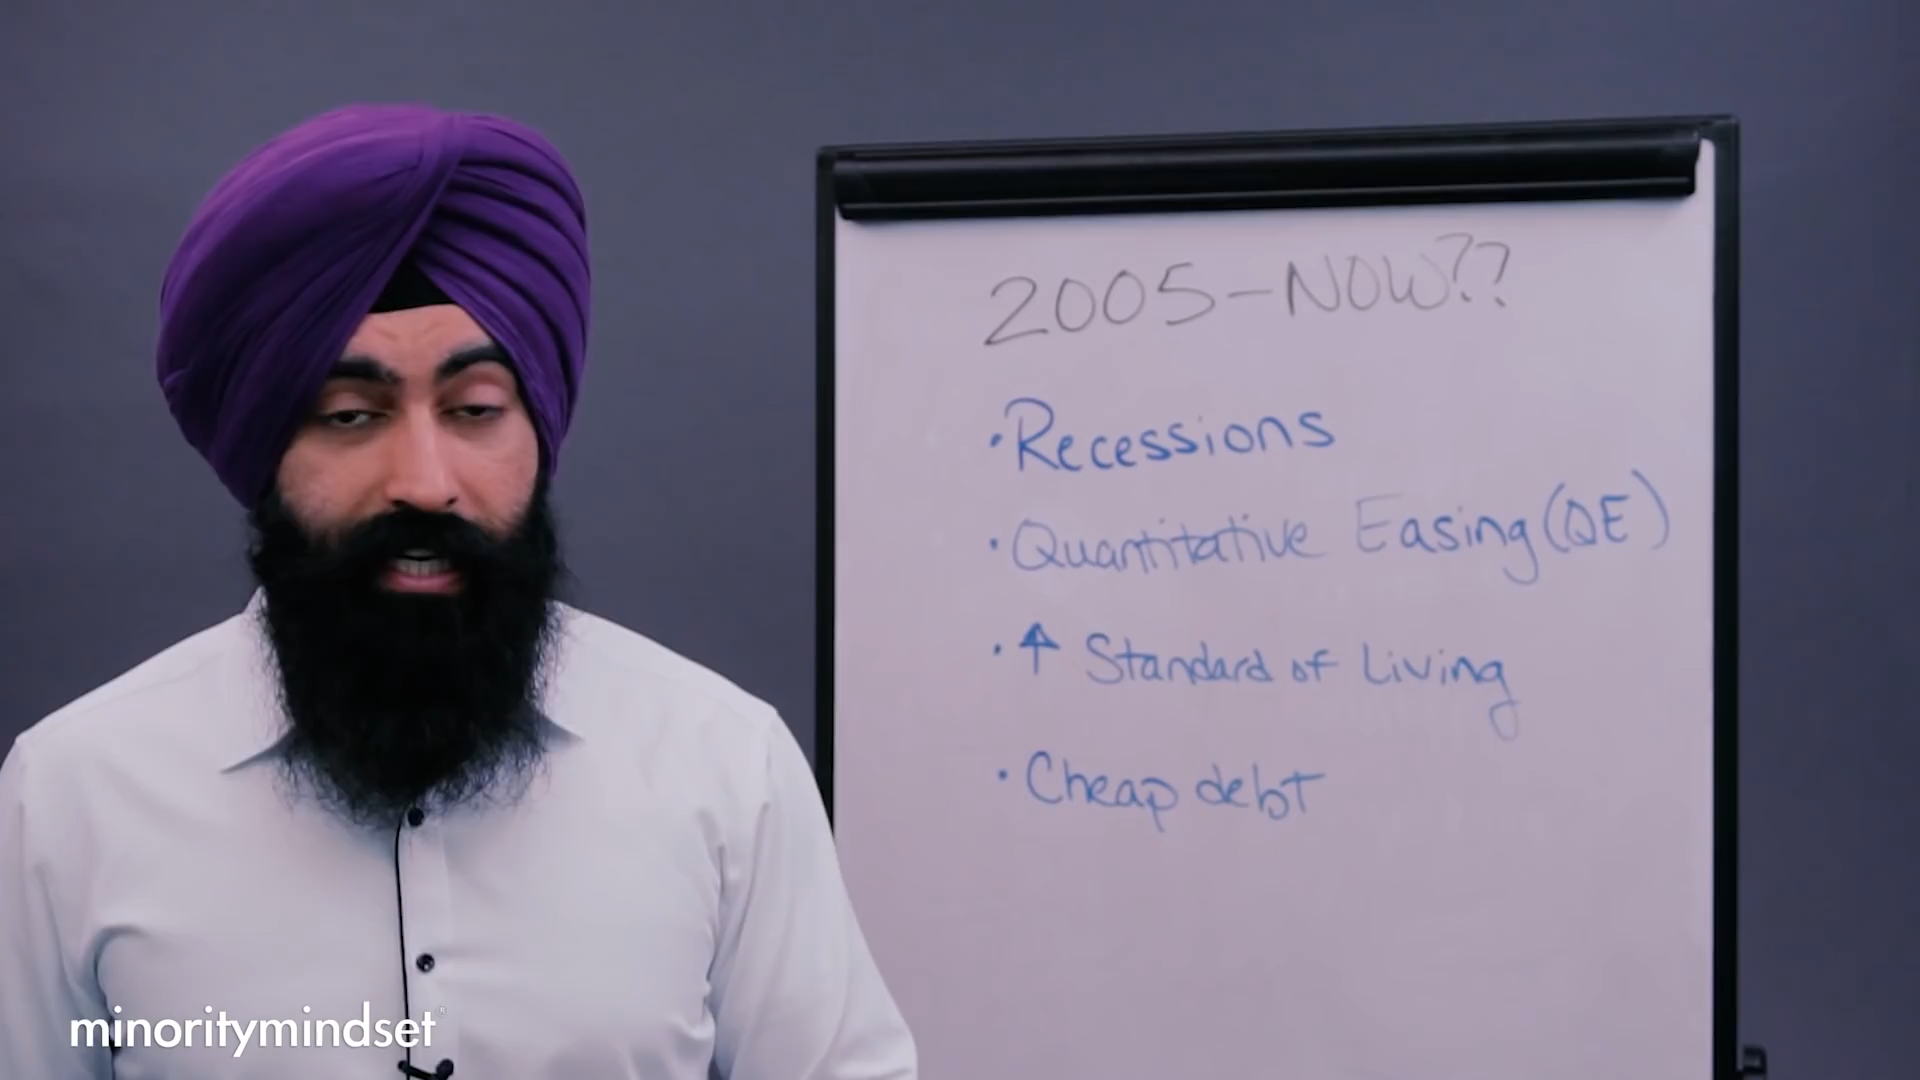 2005-NOW??
• Recessions
• Quantitative Easing (QE)
• ↑ Standard of Living
• Cheap debt
minoritymindset